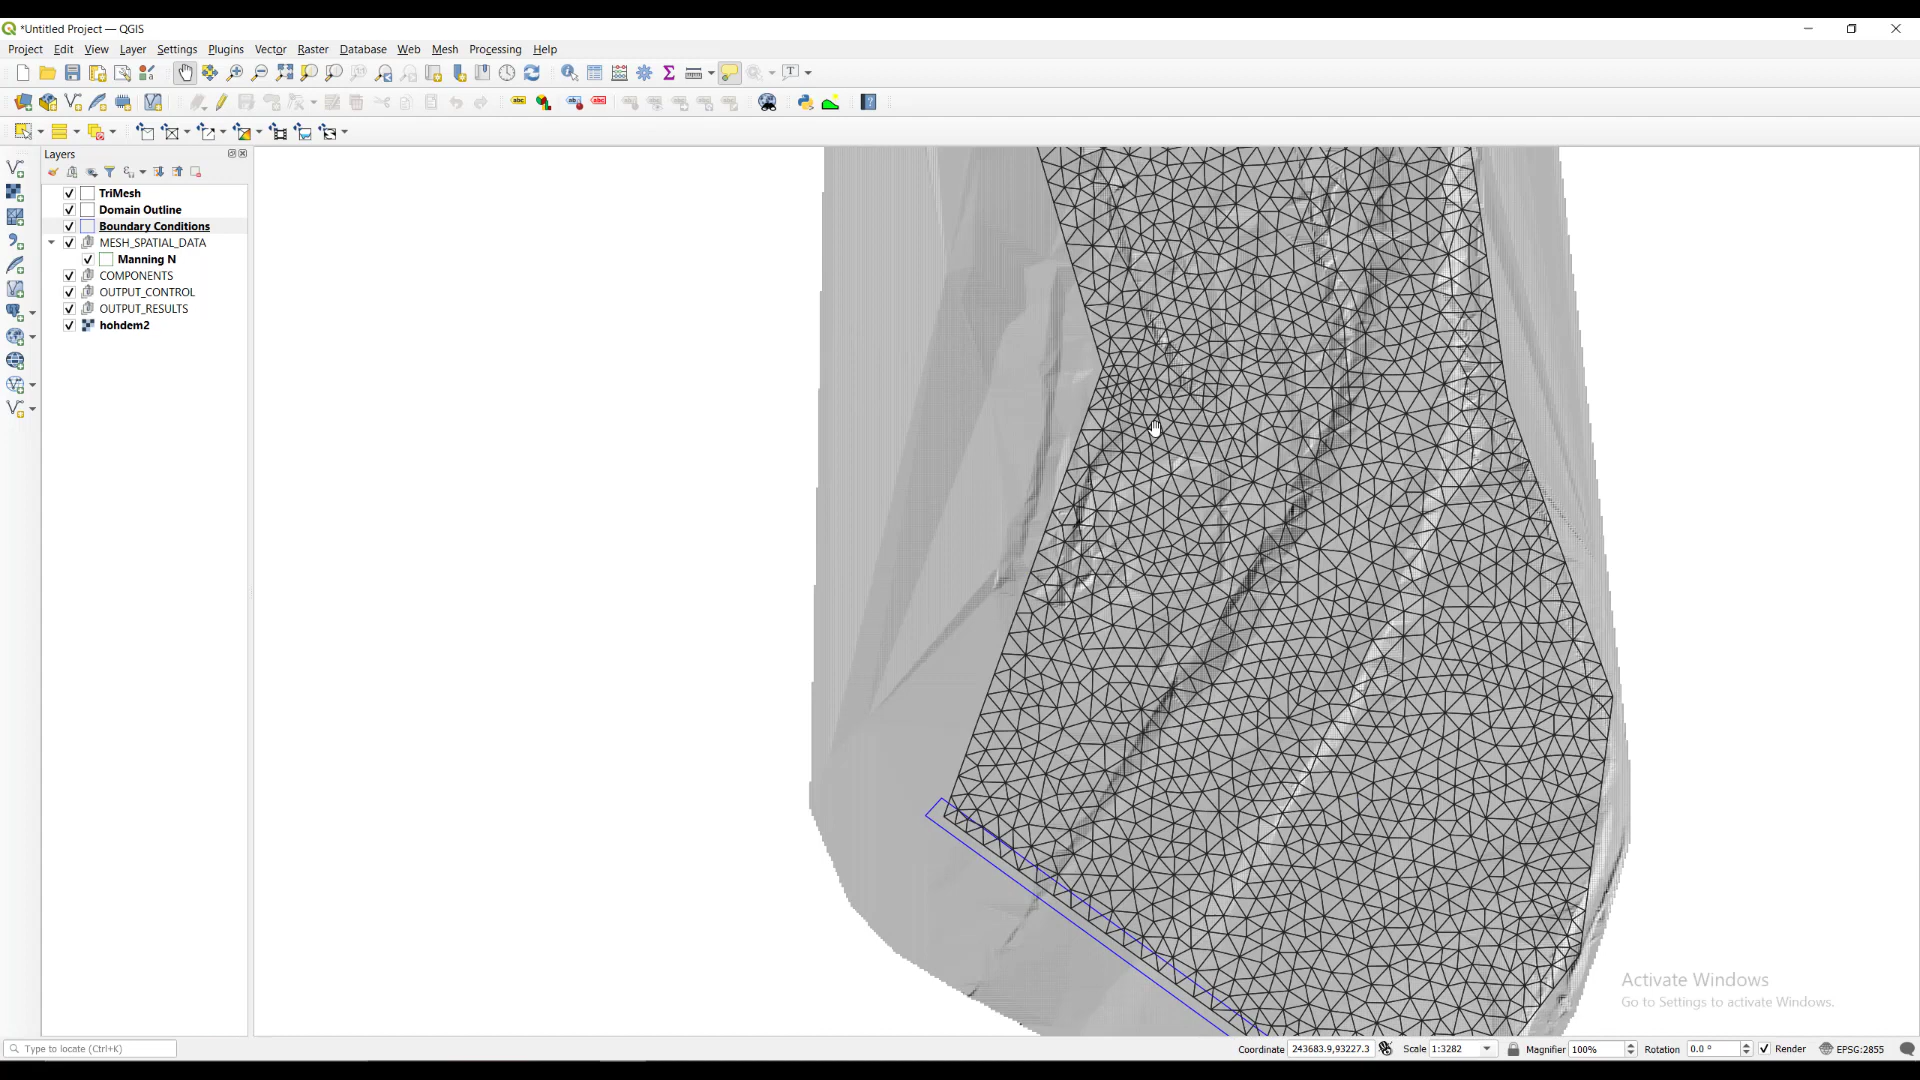 *Untitled Project — QGIS
Project Edit View Layer Settings Plugins Vector Raster Database Web Mesh Processing Help
Layers
TriMesh
Domain Outline
Boundary Conditions
MESH_SPATIAL_DATA
Manning N
COMPONENTS
OUTPUT_CONTROL
OUTPUT_RESULTS
hohdem2
Activate Windows
Go to Settings to activate Windows.
Type to locate (Ctrl+K) Coordinate 243683.9,93227.3 Scale 1:3282 Magnifier 100% Rotation 0.0 ° Render EPSG:2855